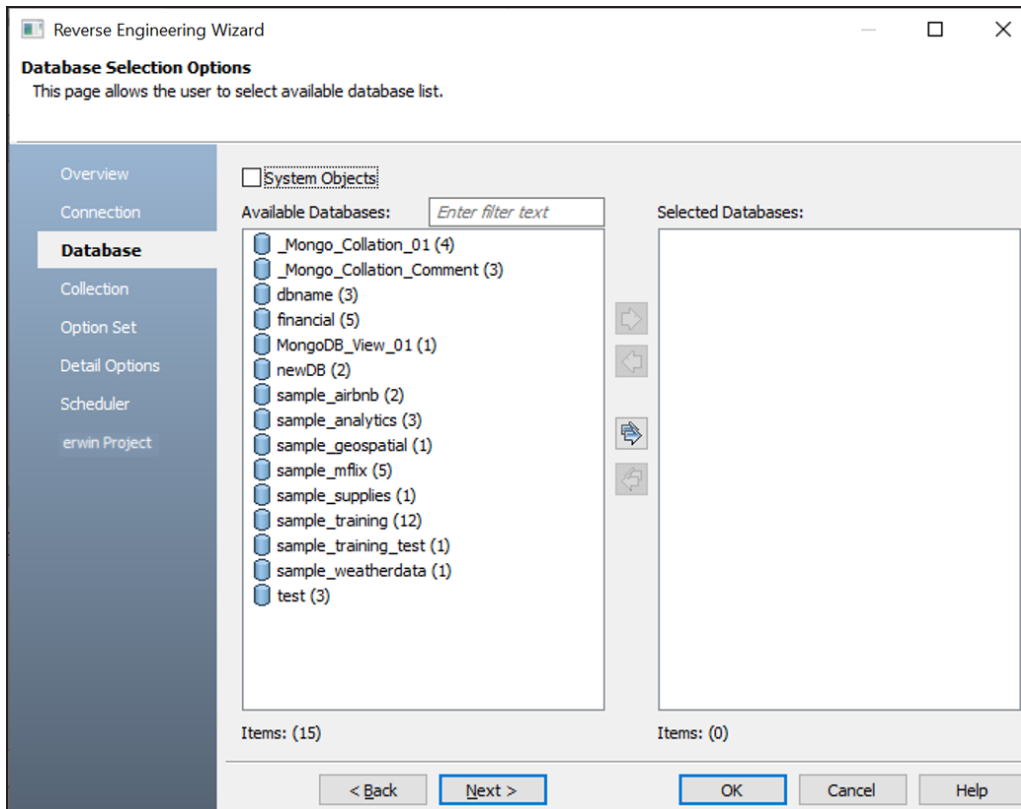 Reverse Engineering Wizard
Database Selection Options
This page allows the user to select available database list.
Overview
Connection
Database
Collection
Option Set
Detail Options
Scheduler
erwin Project
System Objects
Available Databases:
Enter filter text
_Mongo_Collation_01 (4)
_Mongo_Collation_Comment (3)
dbname (3)
financial (5)
MongoDB_View_01 (1)
newDB (2)
sample_airbnb (2)
sample_analytics (3)
sample_geospatial (1)
sample_mflix (5)
sample_supplies (1)
sample_training (12)
sample_training_test (1)
sample_weatherdata (1)
test (3)
Items: (15)
Selected Databases:
Items: (0)
< Back
Next >
OK
Cancel
Help